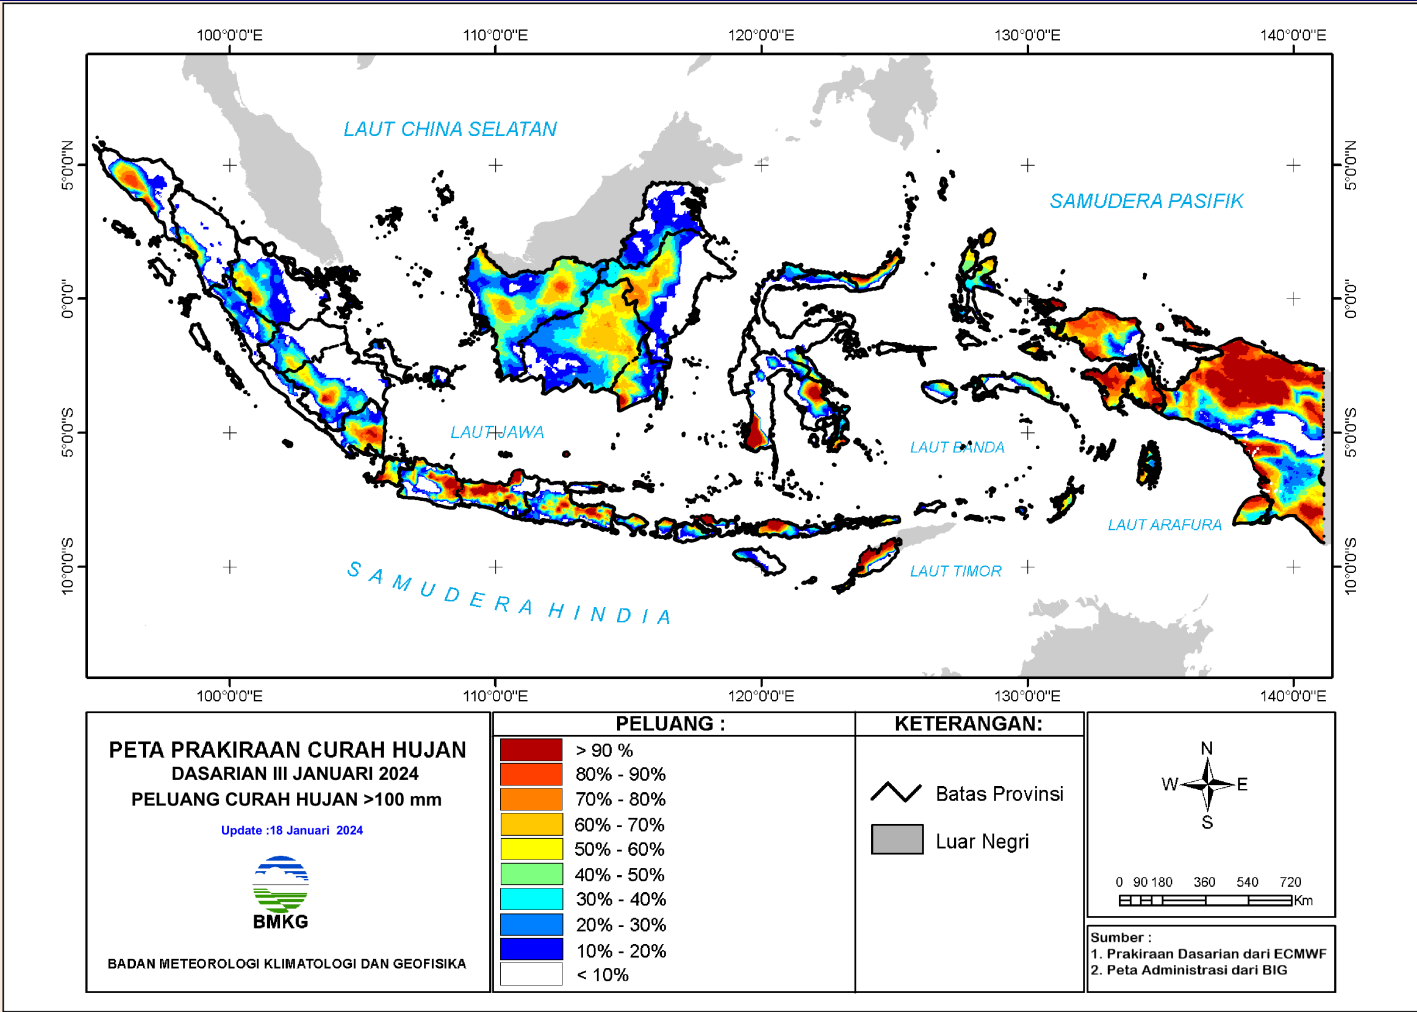 100°0'0"E 110°0'0"E 120°0'0"E 130°0'0"E 140°0'0"E
LAUT CHINA SELATAN
5°0'0"N
5°0'0"N
SAMUDERA PASIFIK
0°0'0"
0°0'0"
5°0'0"S
LAUT JAWA
LAUT BANDA
5°0'0"S
LAUT ARAFURA
10°0'0"S
SAMUDERA HINDIA
LAUT TIMOR
10°0'0"S
100°0'0"E 110°0'0"E 120°0'0"E 130°0'0"E 140°0'0"E
PETA PRAKIRAAN CURAH HUJAN
DASARIAN III JANUARI 2024
PELUANG CURAH HUJAN >100 mm
Update :18 Januari 2024
BMKG
BADAN METEOROLOGI KLIMATOLOGI DAN GEOFISIKA
PELUANG :
> 90 %
80% - 90%
70% - 80%
60% - 70%
50% - 60%
40% - 50%
30% - 40%
20% - 30%
10% - 20%
< 10%
KETERANGAN:
Batas Provinsi
Luar Negri
N
W E
S
0 90 180 360 540 720
Km
Sumber :
1. Prakiraan Dasarian dari ECMWF
2. Peta Administrasi dari BIG